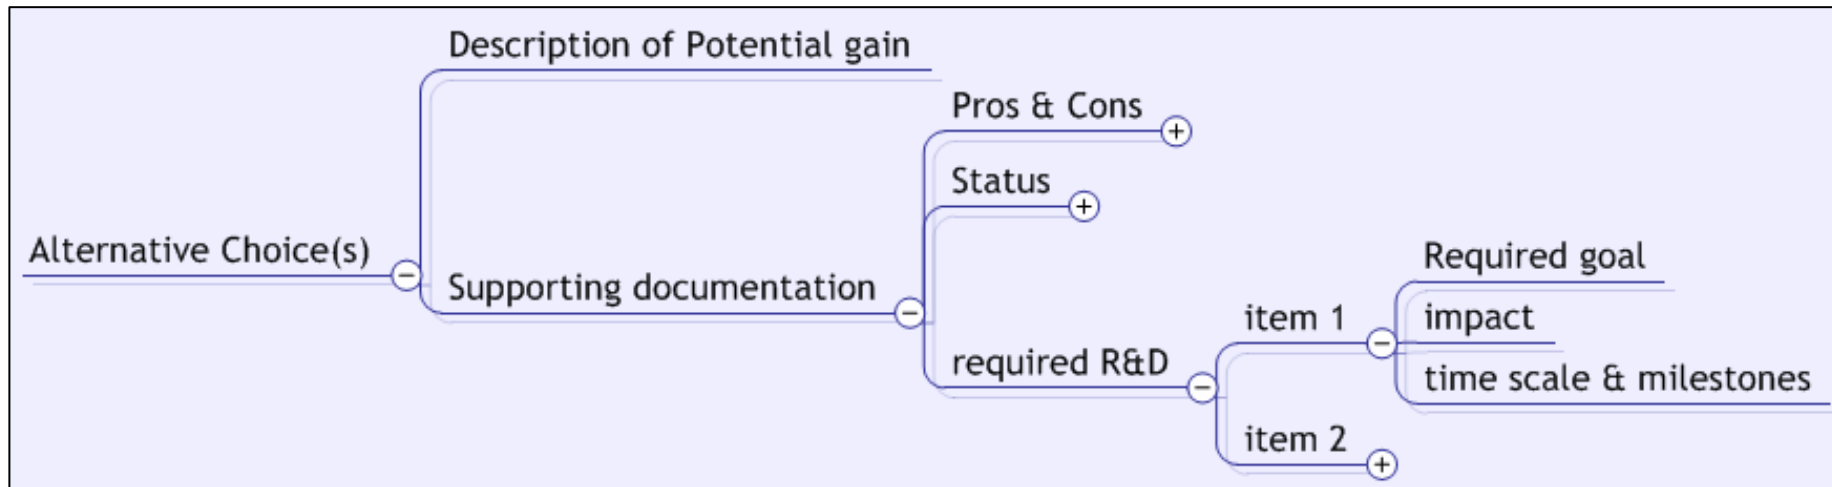 Description of Potential gain
Pros & Cons
Status
Alternative Choice(s)
Supporting documentation
Required goal
item 1
impact
required R&D
time scale & milestones
item 2